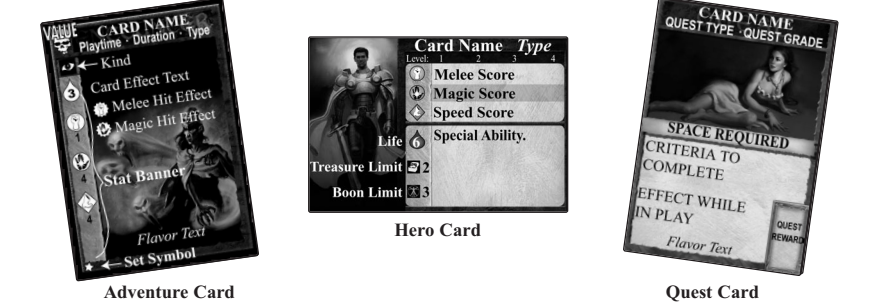 VALUE
CARD NAME
Playtime · Duration · Type
Kind
Card Effect Text
Melee Hit Effect
Magic Hit Effect
3
1
4
4
Stat Banner
Flavor Text
Set Symbol
Adventure Card
Card Name Type
Level: 1 2 3 4
Melee Score
Magic Score
Speed Score
Life 6
Special Ability.
Treasure Limit 2
Boon Limit 3
Hero Card
CARD NAME
QUEST TYPE · QUEST GRADE
SPACE REQUIRED
CRITERIA TO
COMPLETE
EFFECT WHILE
IN PLAY
QUEST
REWARD
Flavor Text
Quest Card